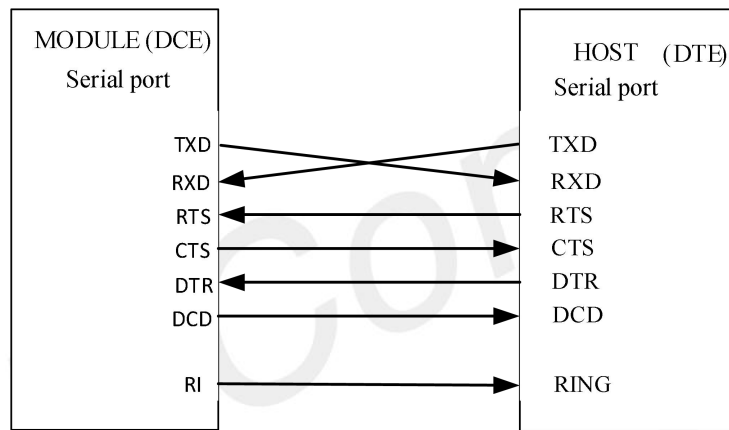 MODULE (DCE)
Serial port
HOST (DTE)
Serial port
TXD
RXD
RTS
CTS
DTR
DCD
RI
TXD
RXD
RTS
CTS
DTR
DCD
RING